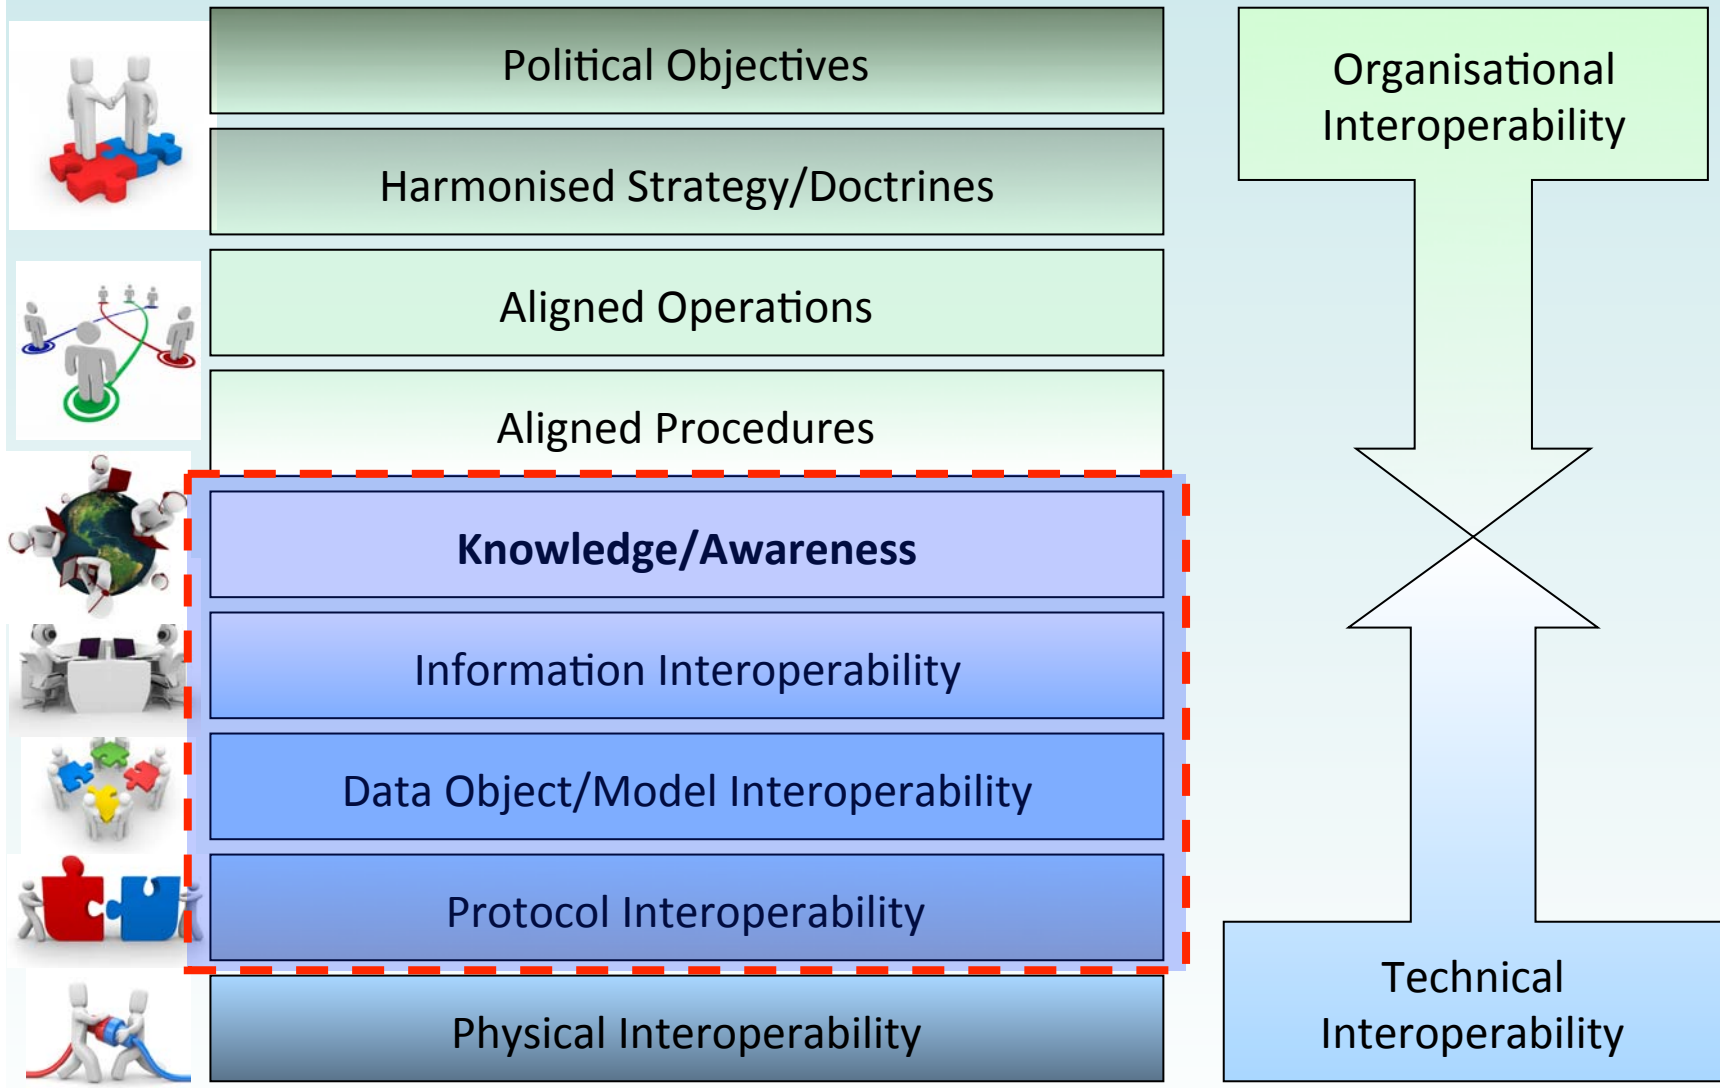 Political Objectives
Harmonised Strategy/Doctrines
Aligned Operations
Aligned Procedures
Knowledge/Awareness
Information Interoperability
Data Object/Model Interoperability
Protocol Interoperability
Physical Interoperability
Organisational
Interoperability
Technical
Interoperability